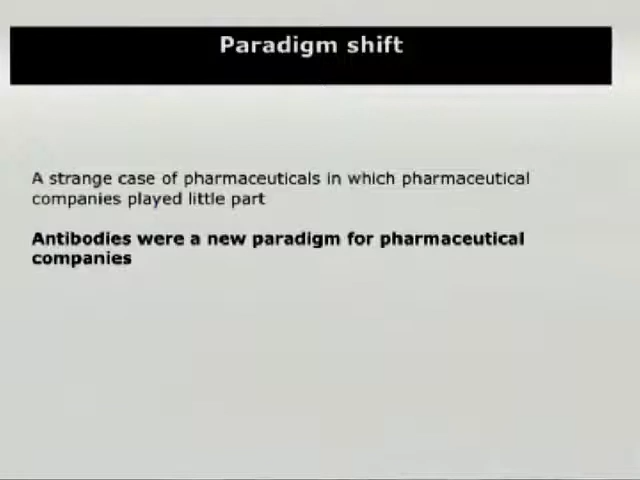 Paradigm shift
A strange case of pharmaceuticals in which pharmaceutical
companies played little part
Antibodies were a new paradigm for pharmaceutical
companies